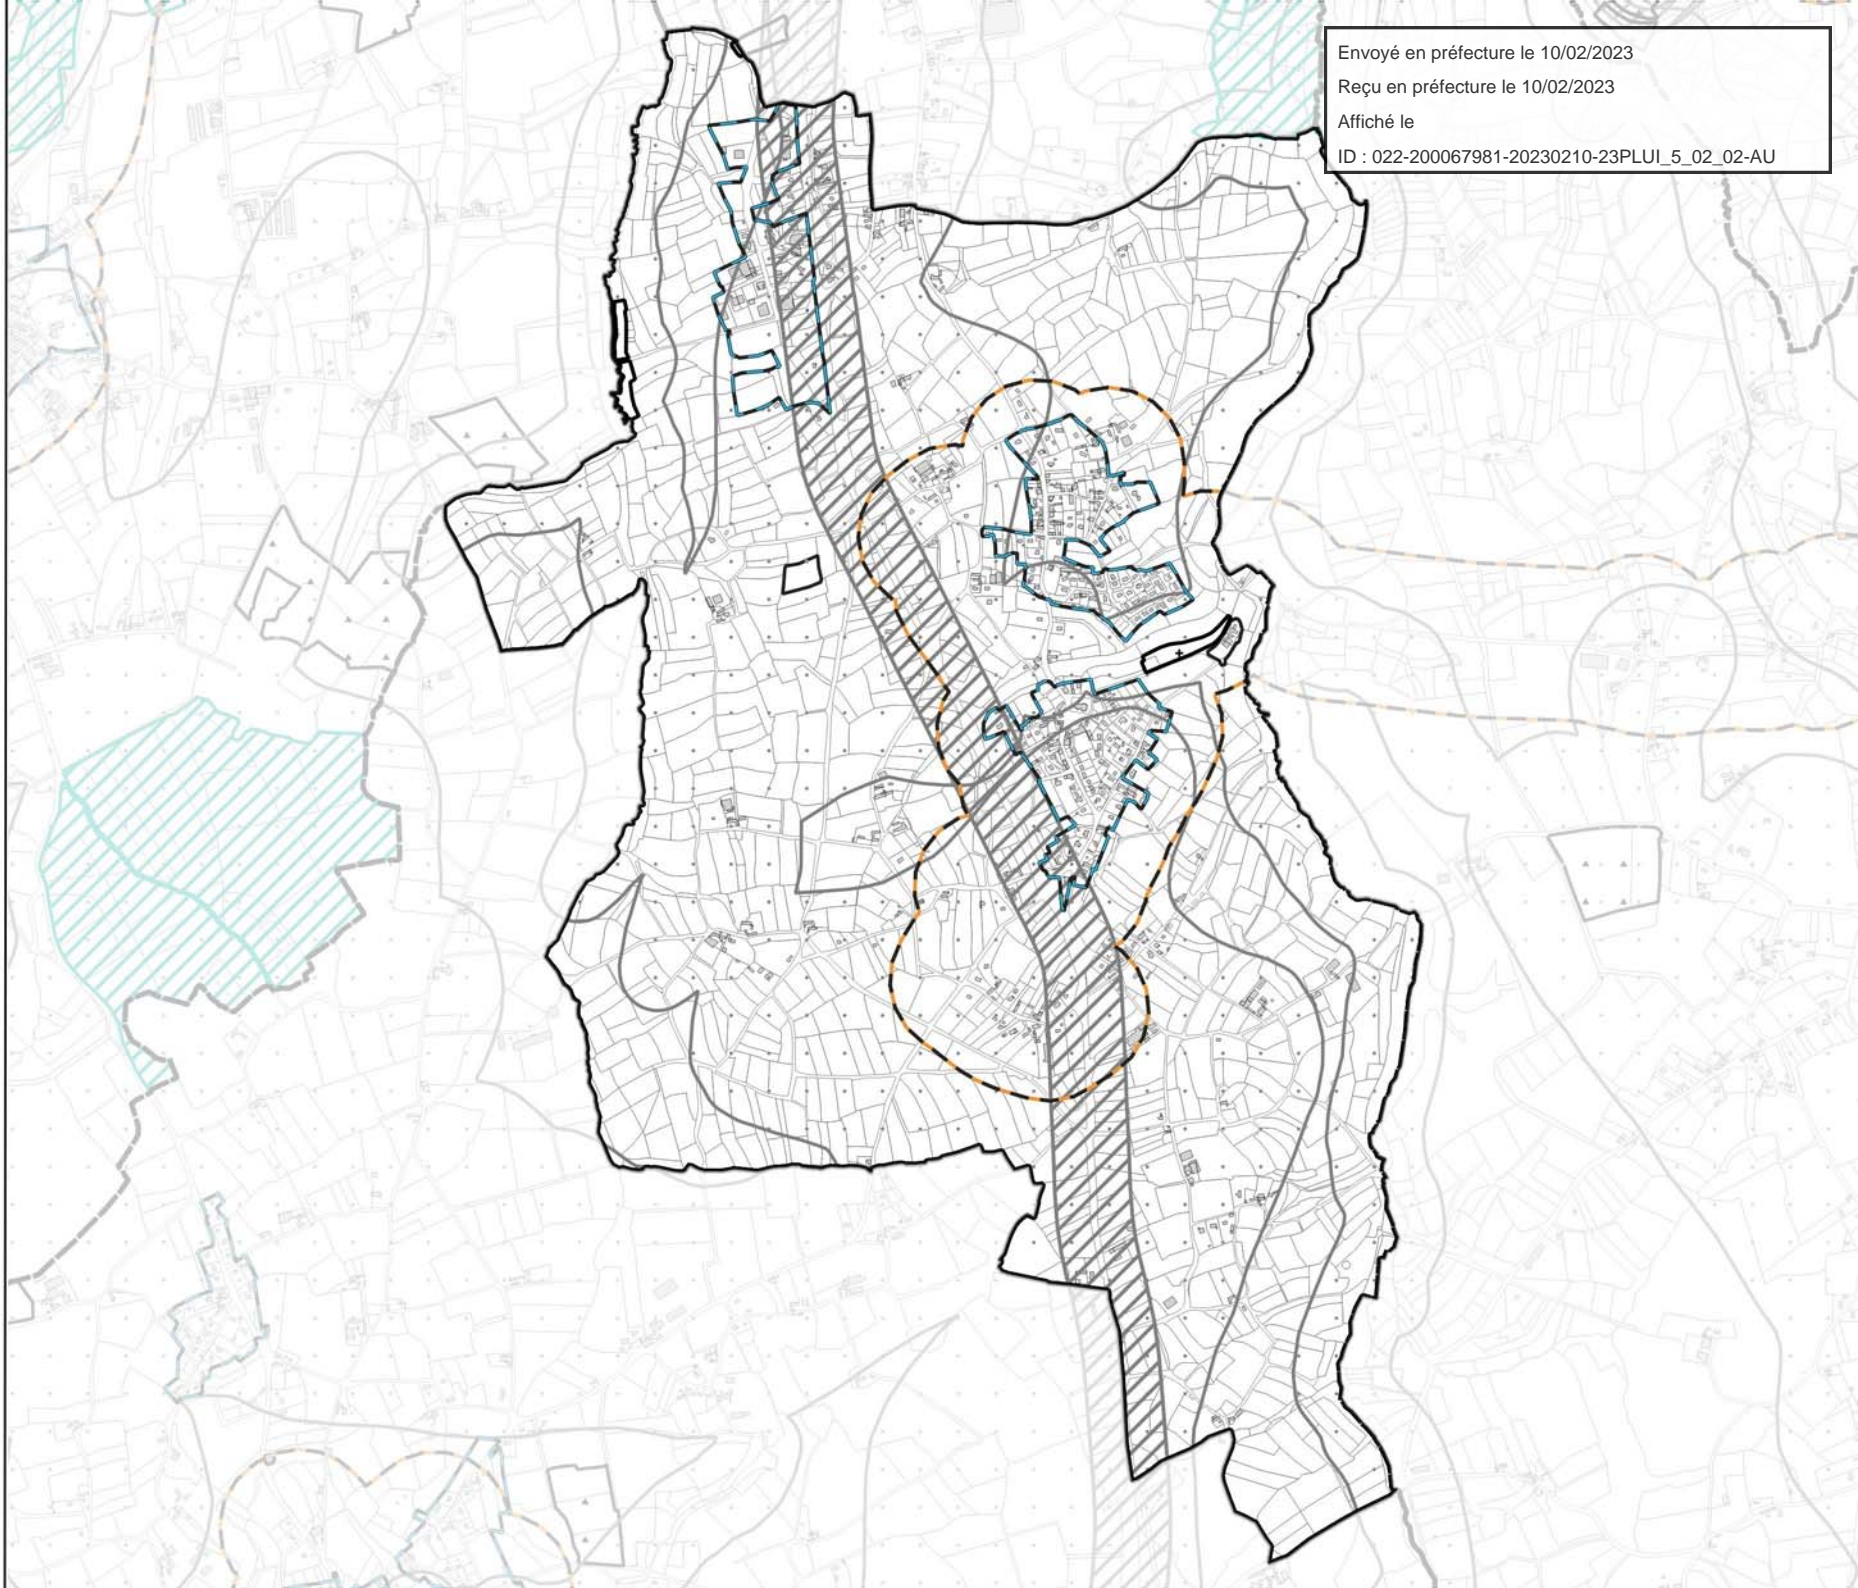 Envoyé en préfecture le 10/02/2023
Reçu en préfecture le 10/02/2023
Affiché le
ID : 022-200067981-20230210-23PLUI_5_02_02-AU